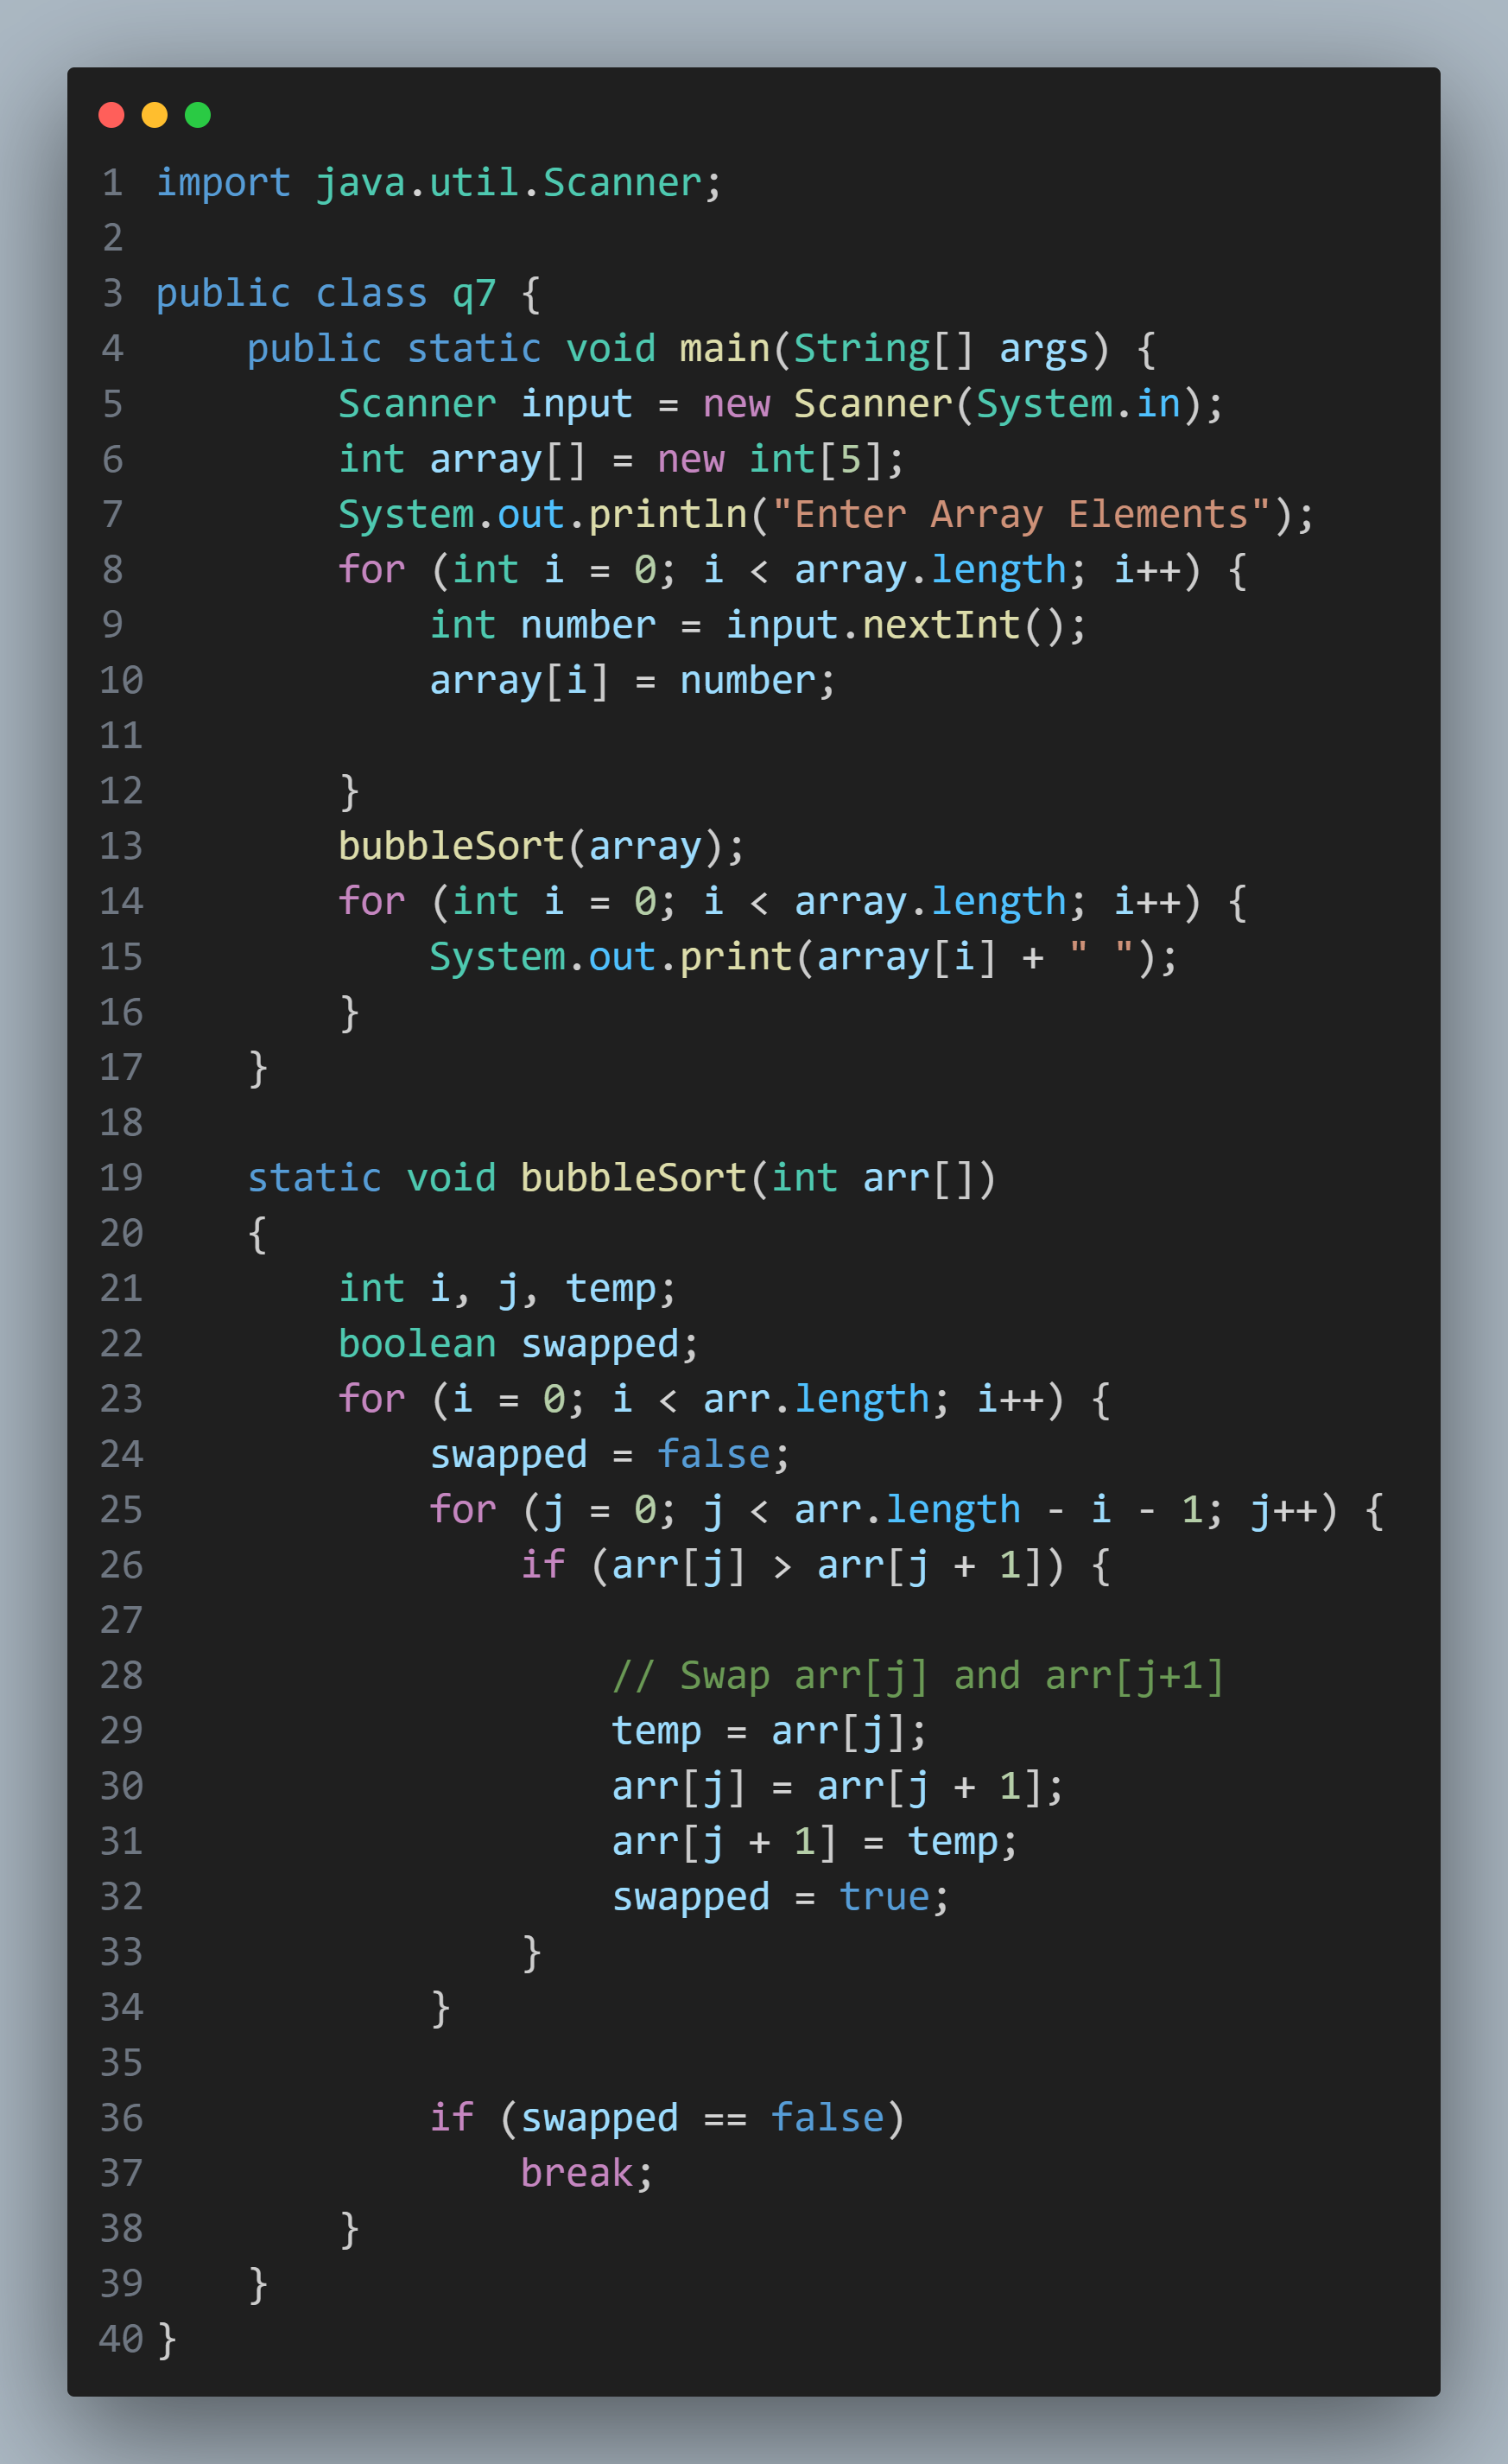 1 import java.util.Scanner;
2
3 public class q7 {
4     public static void main(String[] args) {
5         Scanner input = new Scanner(System.in);
6         int array[] = new int[5];
7         System.out.println("Enter Array Elements");
8         for (int i = 0; i < array.length; i++) {
9             int number = input.nextInt();
10             array[i] = number;
11
12         }
13         bubbleSort(array);
14         for (int i = 0; i < array.length; i++) {
15             System.out.print(array[i] + " ");
16         }
17     }
18
19     static void bubbleSort(int arr[])
20     {
21         int i, j, temp;
22         boolean swapped;
23         for (i = 0; i < arr.length; i++) {
24             swapped = false;
25             for (j = 0; j < arr.length - i - 1; j++) {
26                 if (arr[j] > arr[j + 1]) {
27
28                     // Swap arr[j] and arr[j+1]
29                     temp = arr[j];
30                     arr[j] = arr[j + 1];
31                     arr[j + 1] = temp;
32                     swapped = true;
33                 }
34             }
35
36             if (swapped == false)
37                 break;
38         }
39     }
40 }